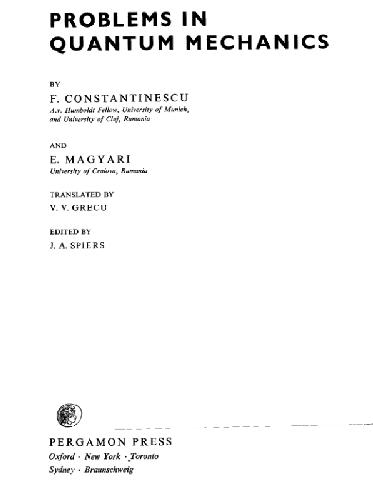 PROBLEMS IN
QUANTUM MECHANICS
BY
F. CONSTANTINESCU
A.v. Humboldt Fellow, University of Munich,
and University of Cluj, Rumania
AND
E. MAGYARI
University of Craiova, Rumania
TRANSLATED BY
V. V. GRECU
EDITED BY
J. A. SPIERS
PERGAMON PRESS
Oxford · New York · Toronto
Sydney · Braunschweig